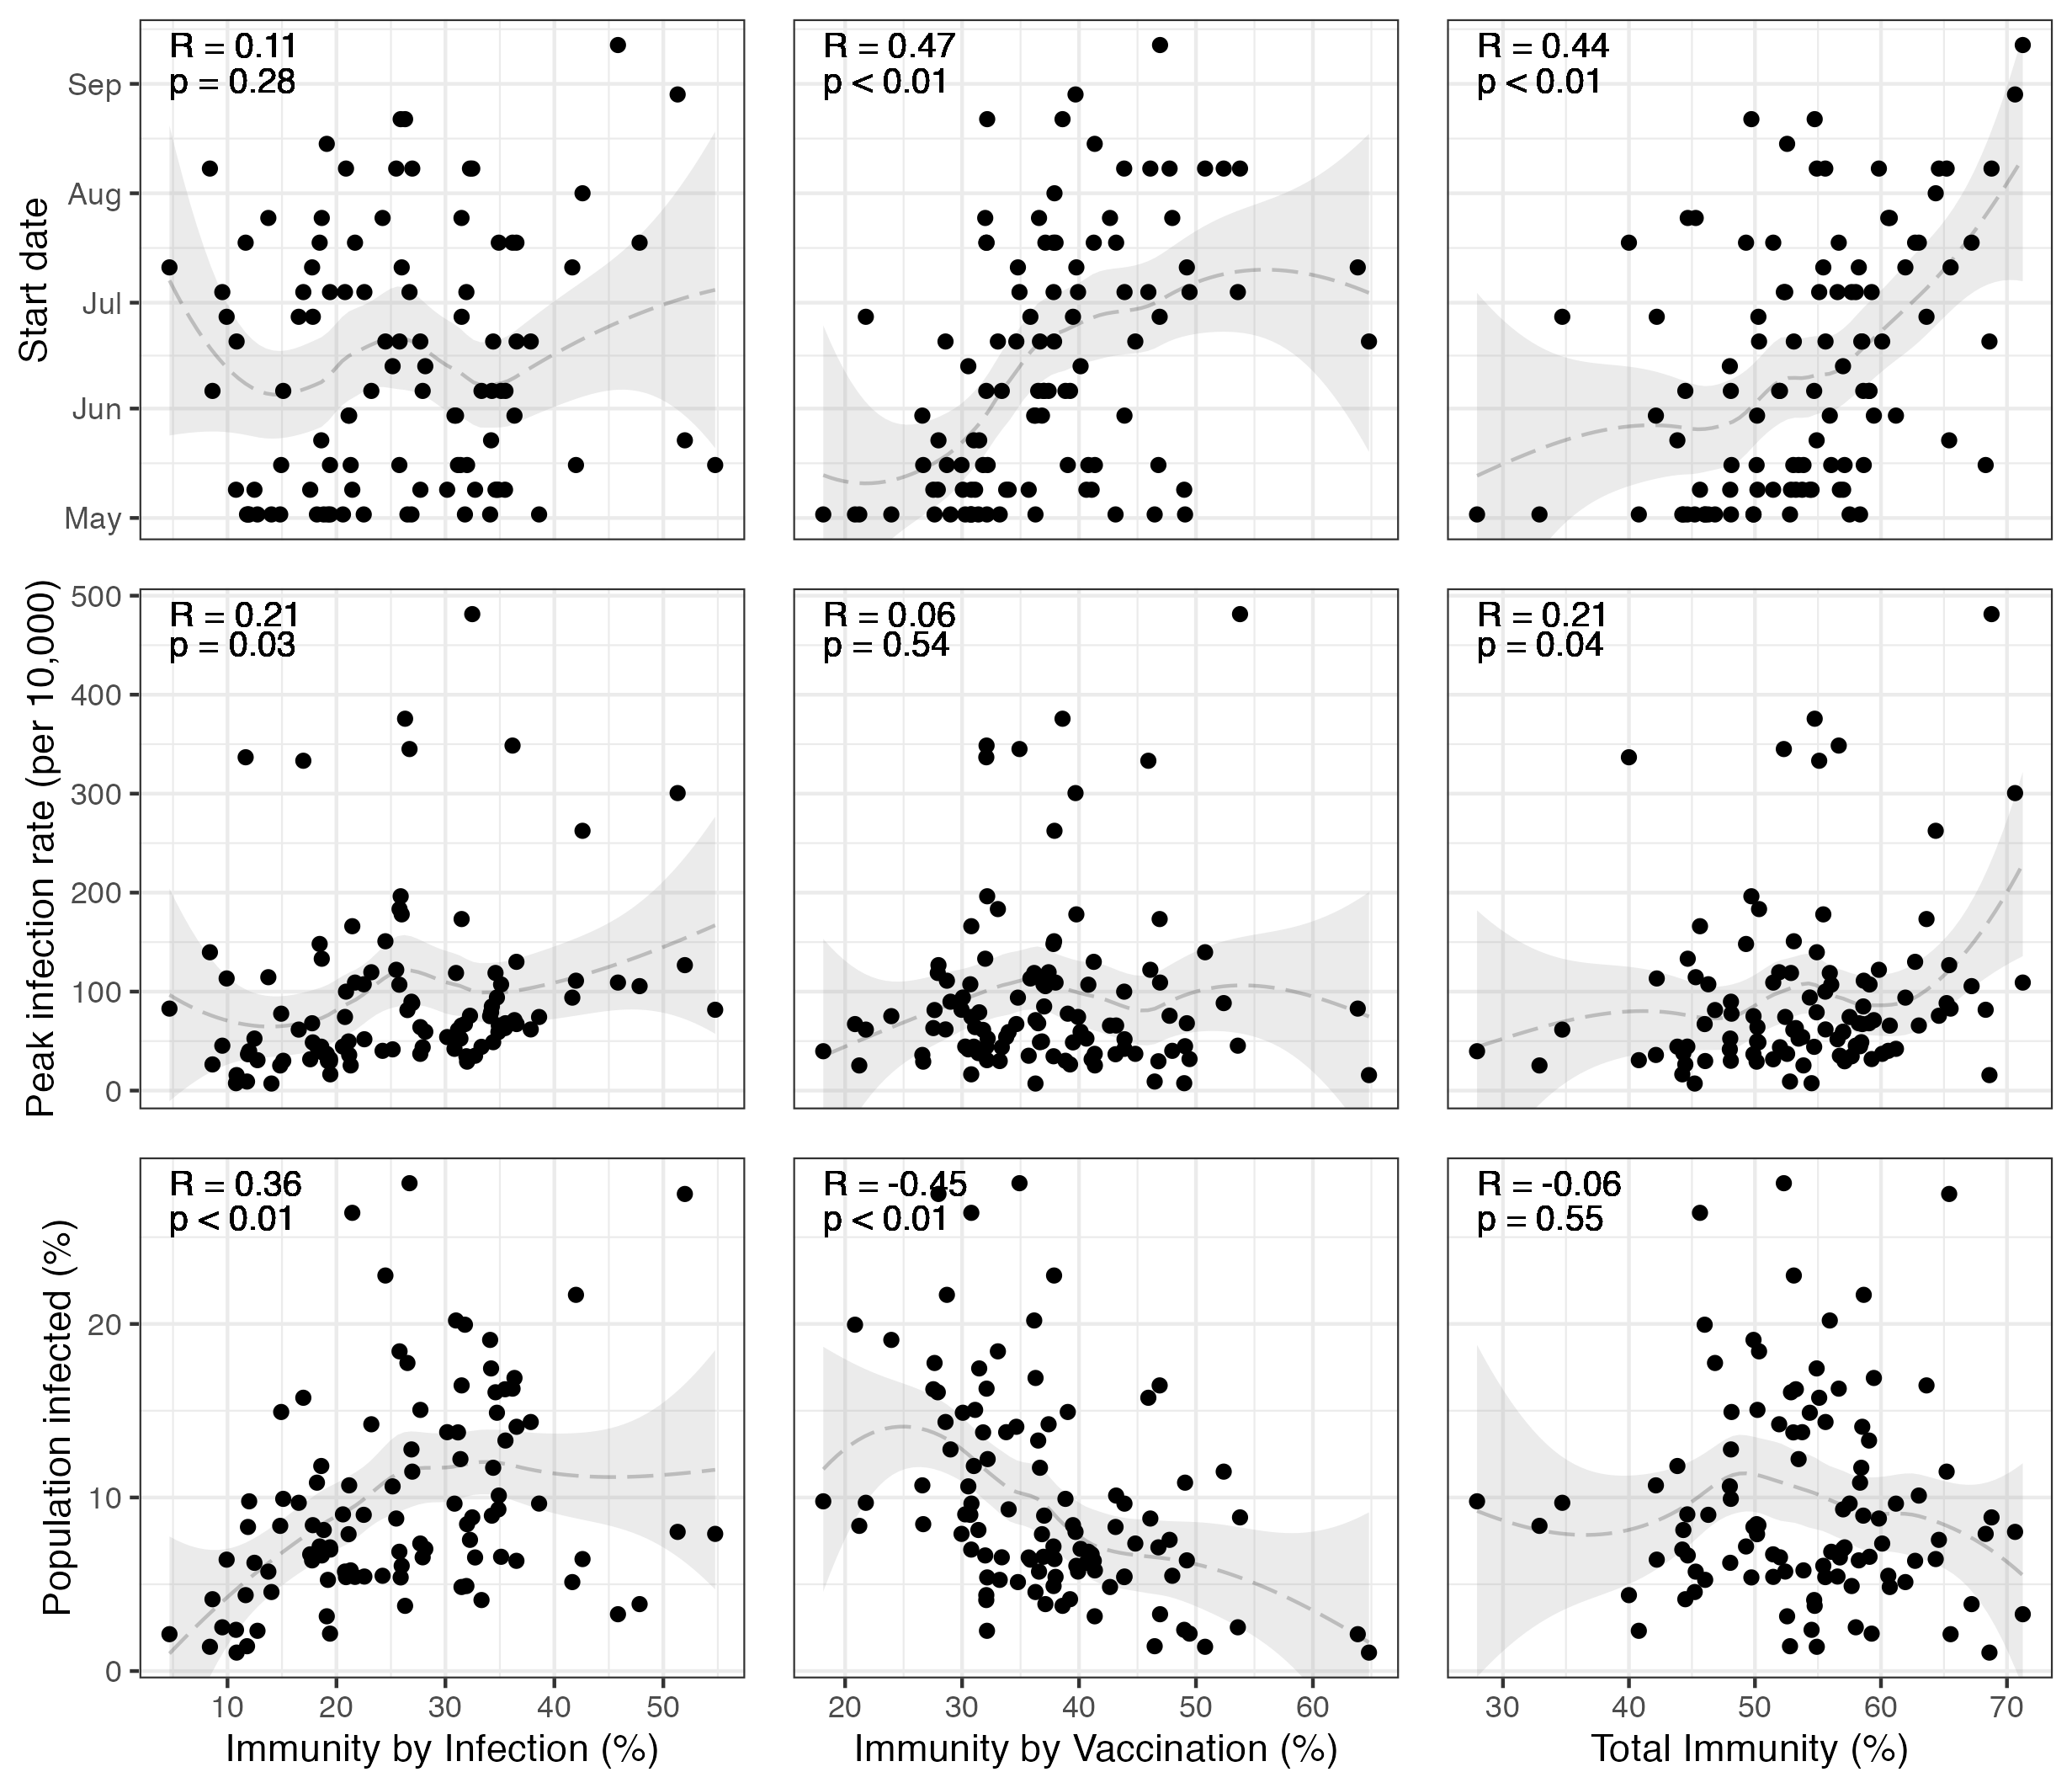 R = 0.11
p = 0.28
R = 0.47
p < 0.01
R = 0.44
p < 0.01
Start date
Sep
Aug
Jul
Jun
May
R = 0.21
p = 0.03
R = 0.06
p = 0.54
R = 0.21
p = 0.04
Peak infection rate (per 10,000)
500
400
300
200
100
0
R = 0.36
p < 0.01
R = -0.45
p < 0.01
R = -0.06
p = 0.55
Population infected (%)
20
10
0
10 20 30 40 50
20 30 40 50 60
30 40 50 60 70
Immunity by Infection (%)
Immunity by Vaccination (%)
Total Immunity (%)